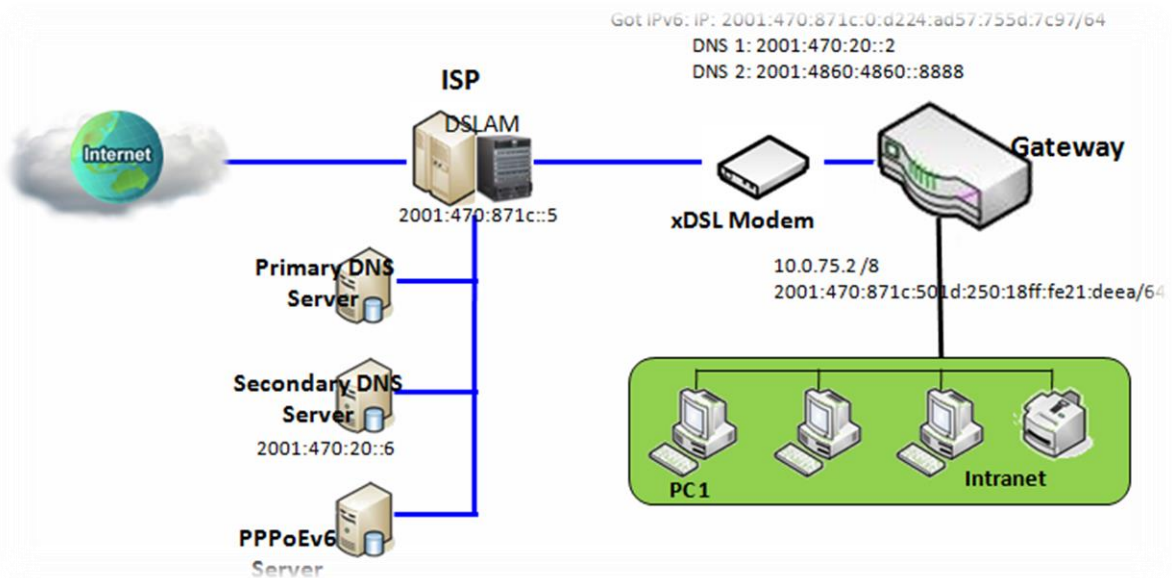 Got IPv6: IP: 2001:470:871c:0:d224:ad57:755d:7c97/64
DNS 1: 2001:470:20::2
DNS 2: 2001:4860:4860::8888
ISP
DSLAM
Internet
Gateway
2001:470:871c::5
xDSL Modem
Primary DNS
Server
10.0.75.2 /8
2001:470:871c:501d:250:18ff:fe21:deea/64
Secondary DNS
Server
2001:470:20::6
PC1
Intranet
PPPoEv6
Server